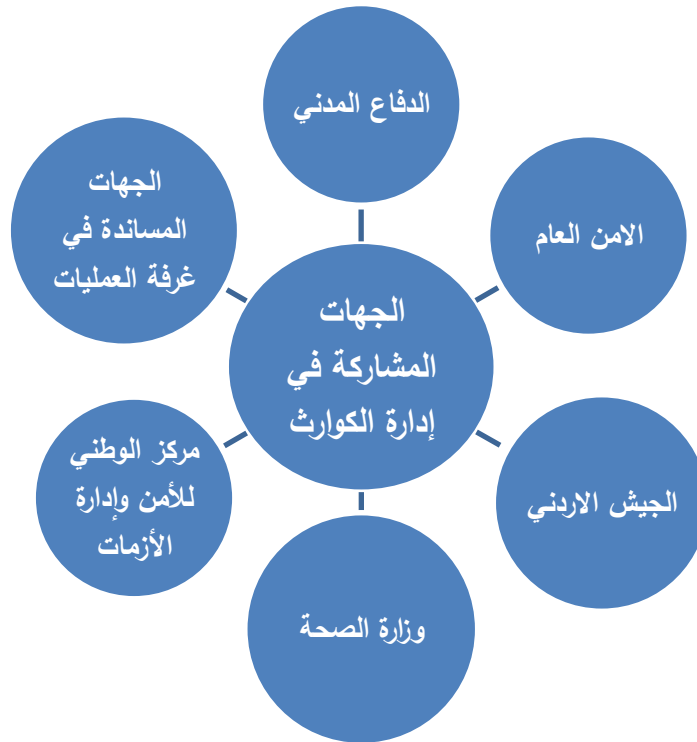 الدفاع المدني
الامن العام
الجيش الاردني
وزارة الصحة
مركز الوطني
للأمن وإدارة
الأزمات
الجهات
المساندة في
غرفة العمليات
الجهات
المشاركة في
إدارة الكوارث